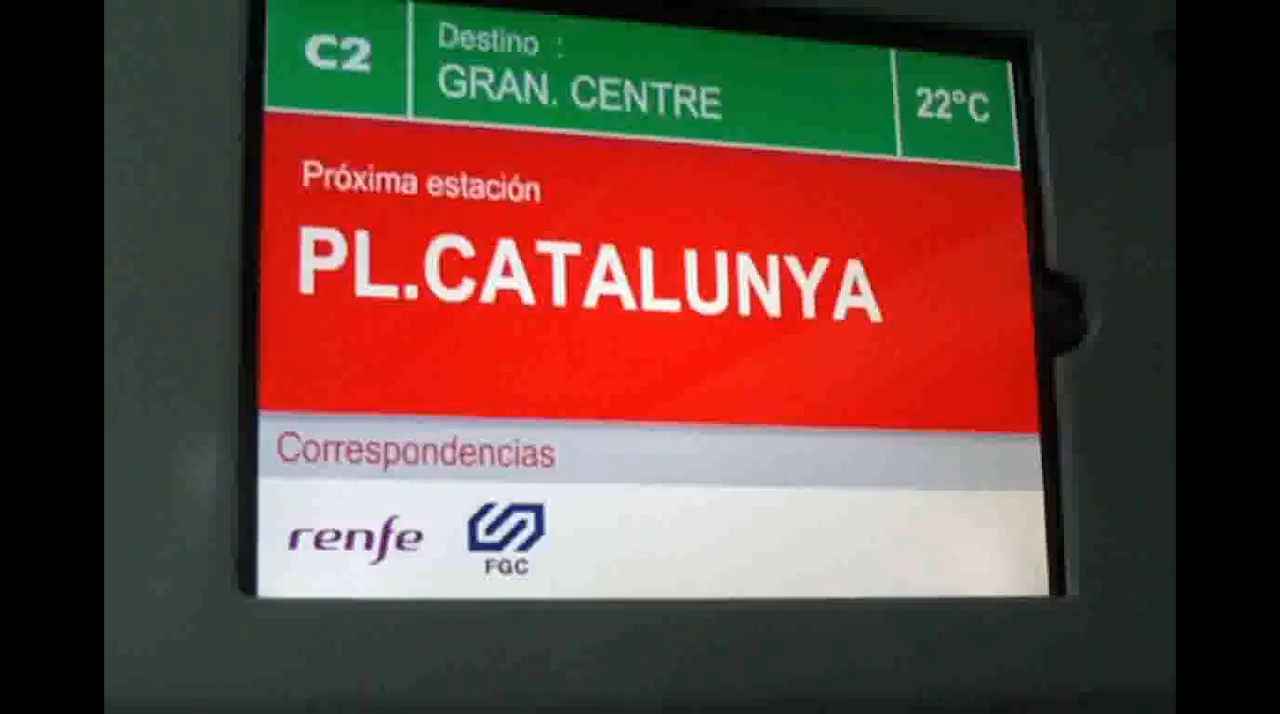 C2
Destino :
GRAN. CENTRE
22°C
Próxima estación
PL.CATALUNYA
Correspondencias
renfe
FGC